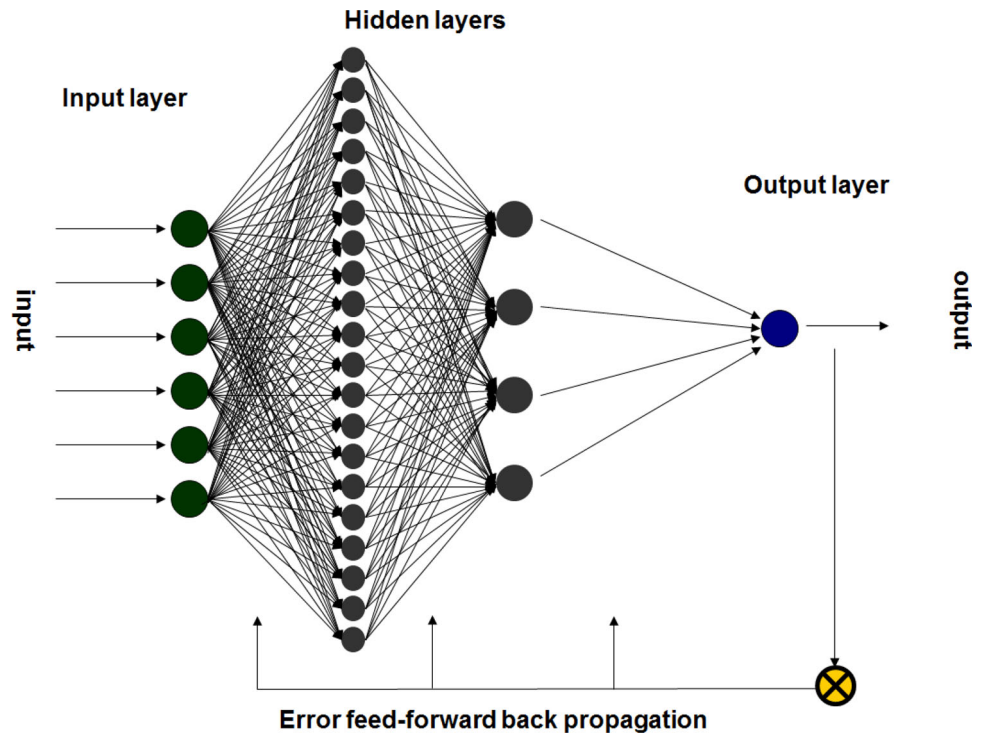 Hidden layers
Input layer
Output layer
input
output
Error feed-forward back propagation